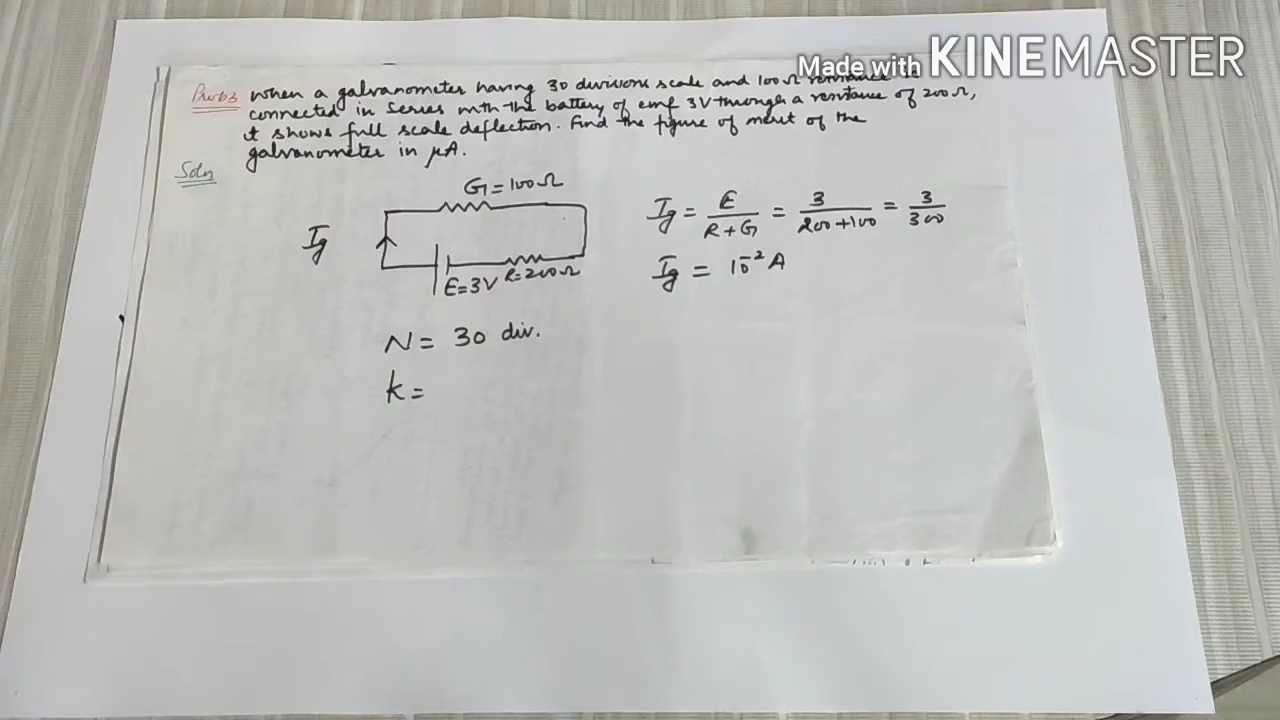 Made with KINEMASTER
Prob3 When a galvanometer having 30 divisions scale and 100Ω resistance is
connected in series with the battery of emf 3V through a resistance of 200Ω,
it shows full scale deflection. Find the figure of merit of the
galvanometer in μA.
Soln
G=100Ω
Ig
E=3V R=200Ω
Ig = E/(R+G) = 3/(200+100) = 3/300
Ig = 10⁻² A
N = 30 div.
k =